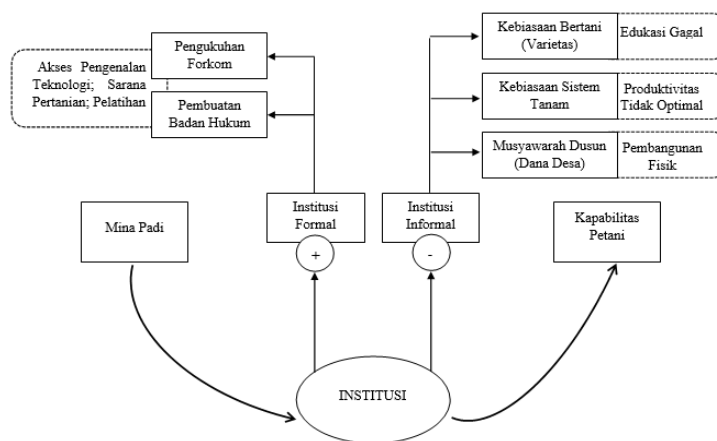 Pengukuhan
Forkom
Akses Pengenalan
Teknologi; Sarana
Pertanian; Pelatihan
Pembuatan
Badan Hukum
Kebiasaan Bertani
(Varietas)
Edukasi Gagal
Kebiasaan Sistem
Tanam
Produktivitas
Tidak Optimal
Musyawarah Dusun
(Dana Desa)
Pembangunan
Fisik
Mina Padi
Institusi
Formal
+
Institusi
Informal
-
Kapabilitas
Petani
INSTITUSI